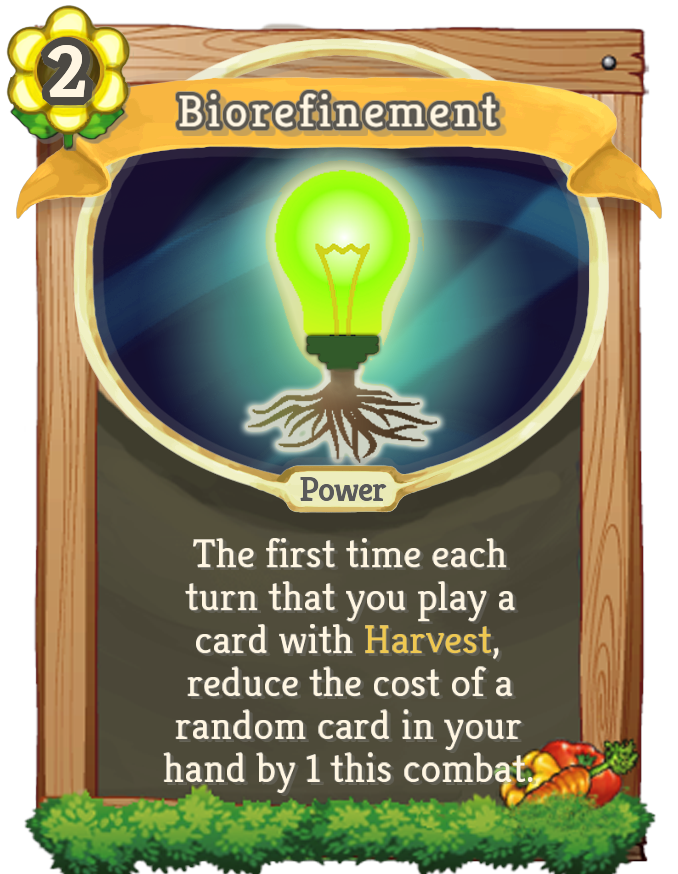 2
Biorefinement
Power
The first time each
turn that you play a
card with Harvest,
reduce the cost of a
random card in your
hand by 1 this combat.